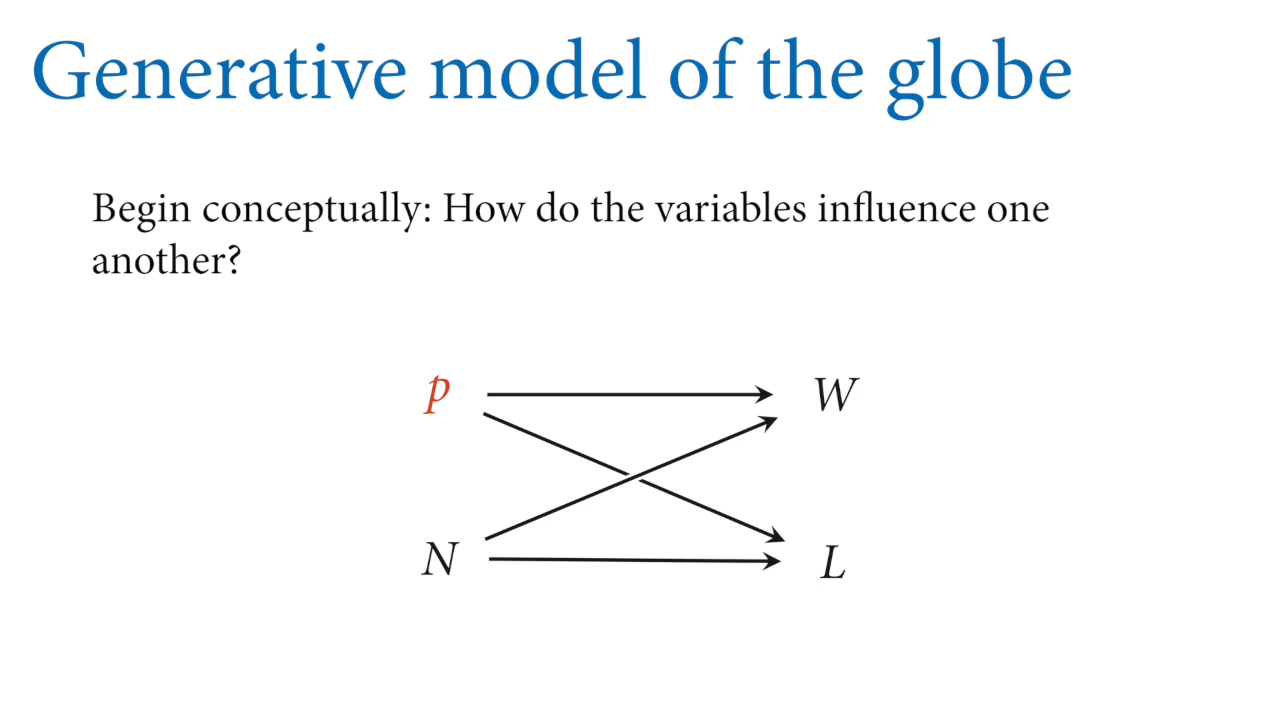 Generative model of the globe
Begin conceptually: How do the variables influence one
another?
p W
N L